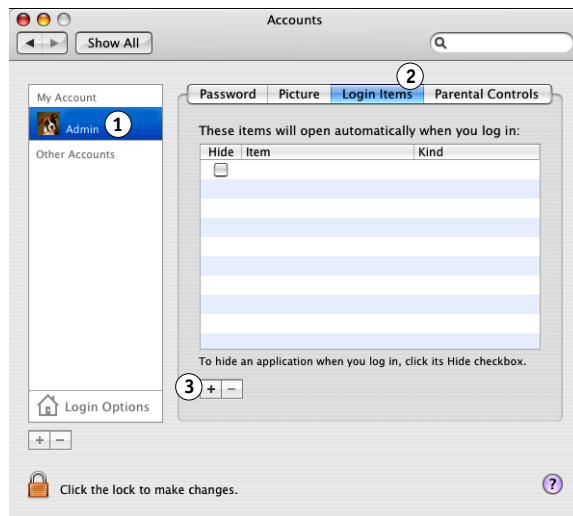 Accounts
Show All
2
My Account
Password Picture Login Items Parental Controls
Admin 1
These items will open automatically when you log in:
Other Accounts
Hide Item Kind
To hide an application when you log in, click its Hide checkbox.
3 + −
Login Options
+ −
Click the lock to make changes.
?